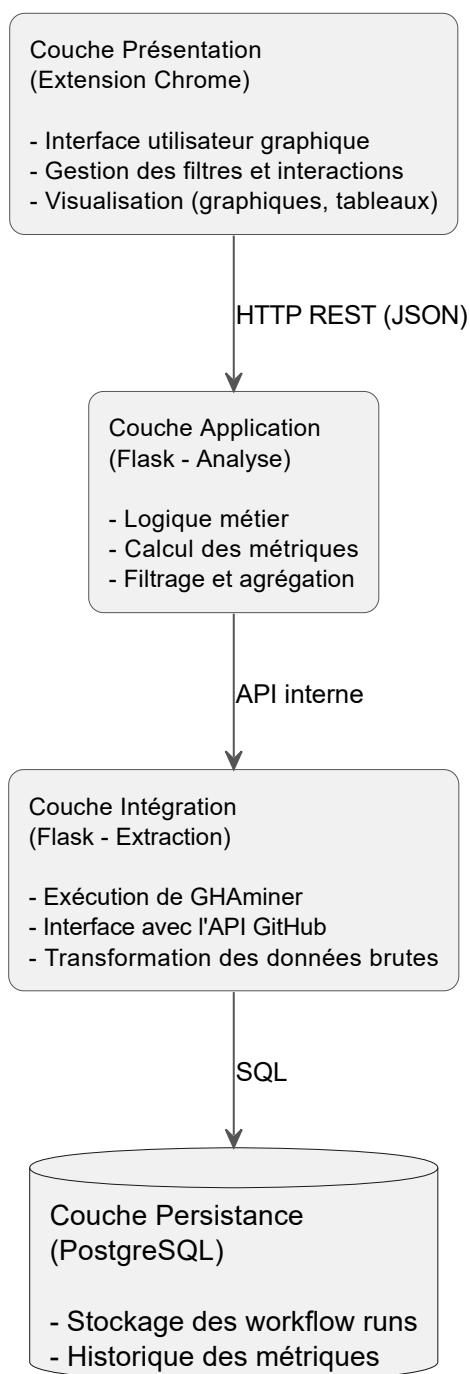 Couche Présentation
(Extension Chrome)
- Interface utilisateur graphique
- Gestion des filtres et interactions
- Visualisation (graphiques, tableaux)
HTTP REST (JSON)
Couche Application
(Flask - Analyse)
- Logique métier
- Calcul des métriques
- Filtrage et agrégation
API interne
Couche Intégration
(Flask - Extraction)
- Exécution de GHAminer
- Interface avec l'API GitHub
- Transformation des données brutes
SQL
Couche Persistance
(PostgreSQL)
- Stockage des workflow runs
- Historique des métriques